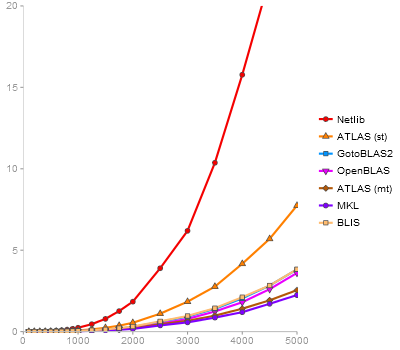 20
15
10
5
0
0
1000
2000
3000
4000
5000
Netlib
ATLAS (st)
GotoBLAS2
OpenBLAS
ATLAS (mt)
MKL
BLIS